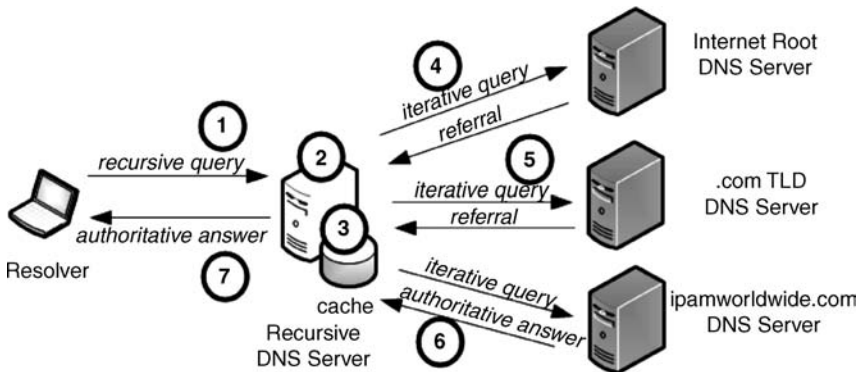 4
iterative query
referral
Internet Root
DNS Server
1
recursive query
2
5
iterative query
referral
.com TLD
DNS Server
3
authoritative answer
7
Resolver
cache
Recursive
DNS Server
iterative query
authoritative answer
6
ipamworldwide.com
DNS Server